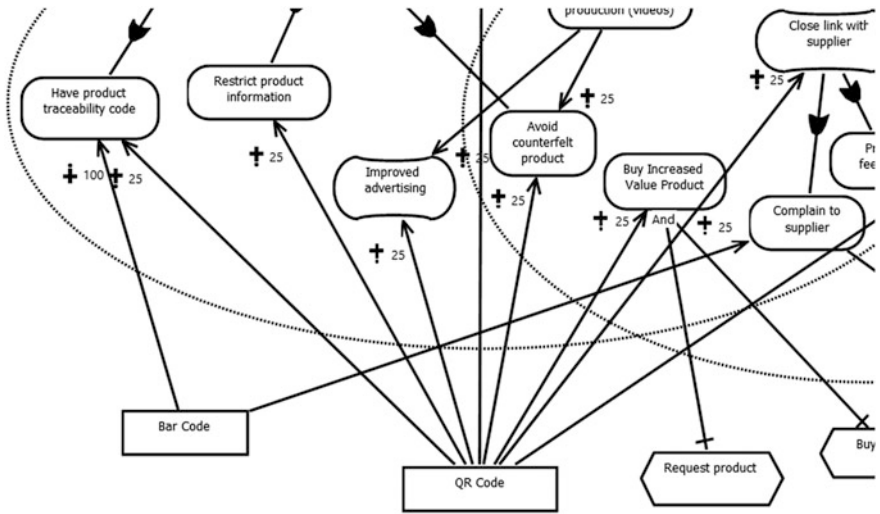 production (videos)
Close link with
supplier
25
Have product
traceability code
Restrict product
information
25
Avoid
counterfelt
product
100
25
25
25
Improved
advertising
25
Buy Increased
Value Product
And
25
25
Complain to
supplier
25
Bar Code
QR Code
Request product
Buy